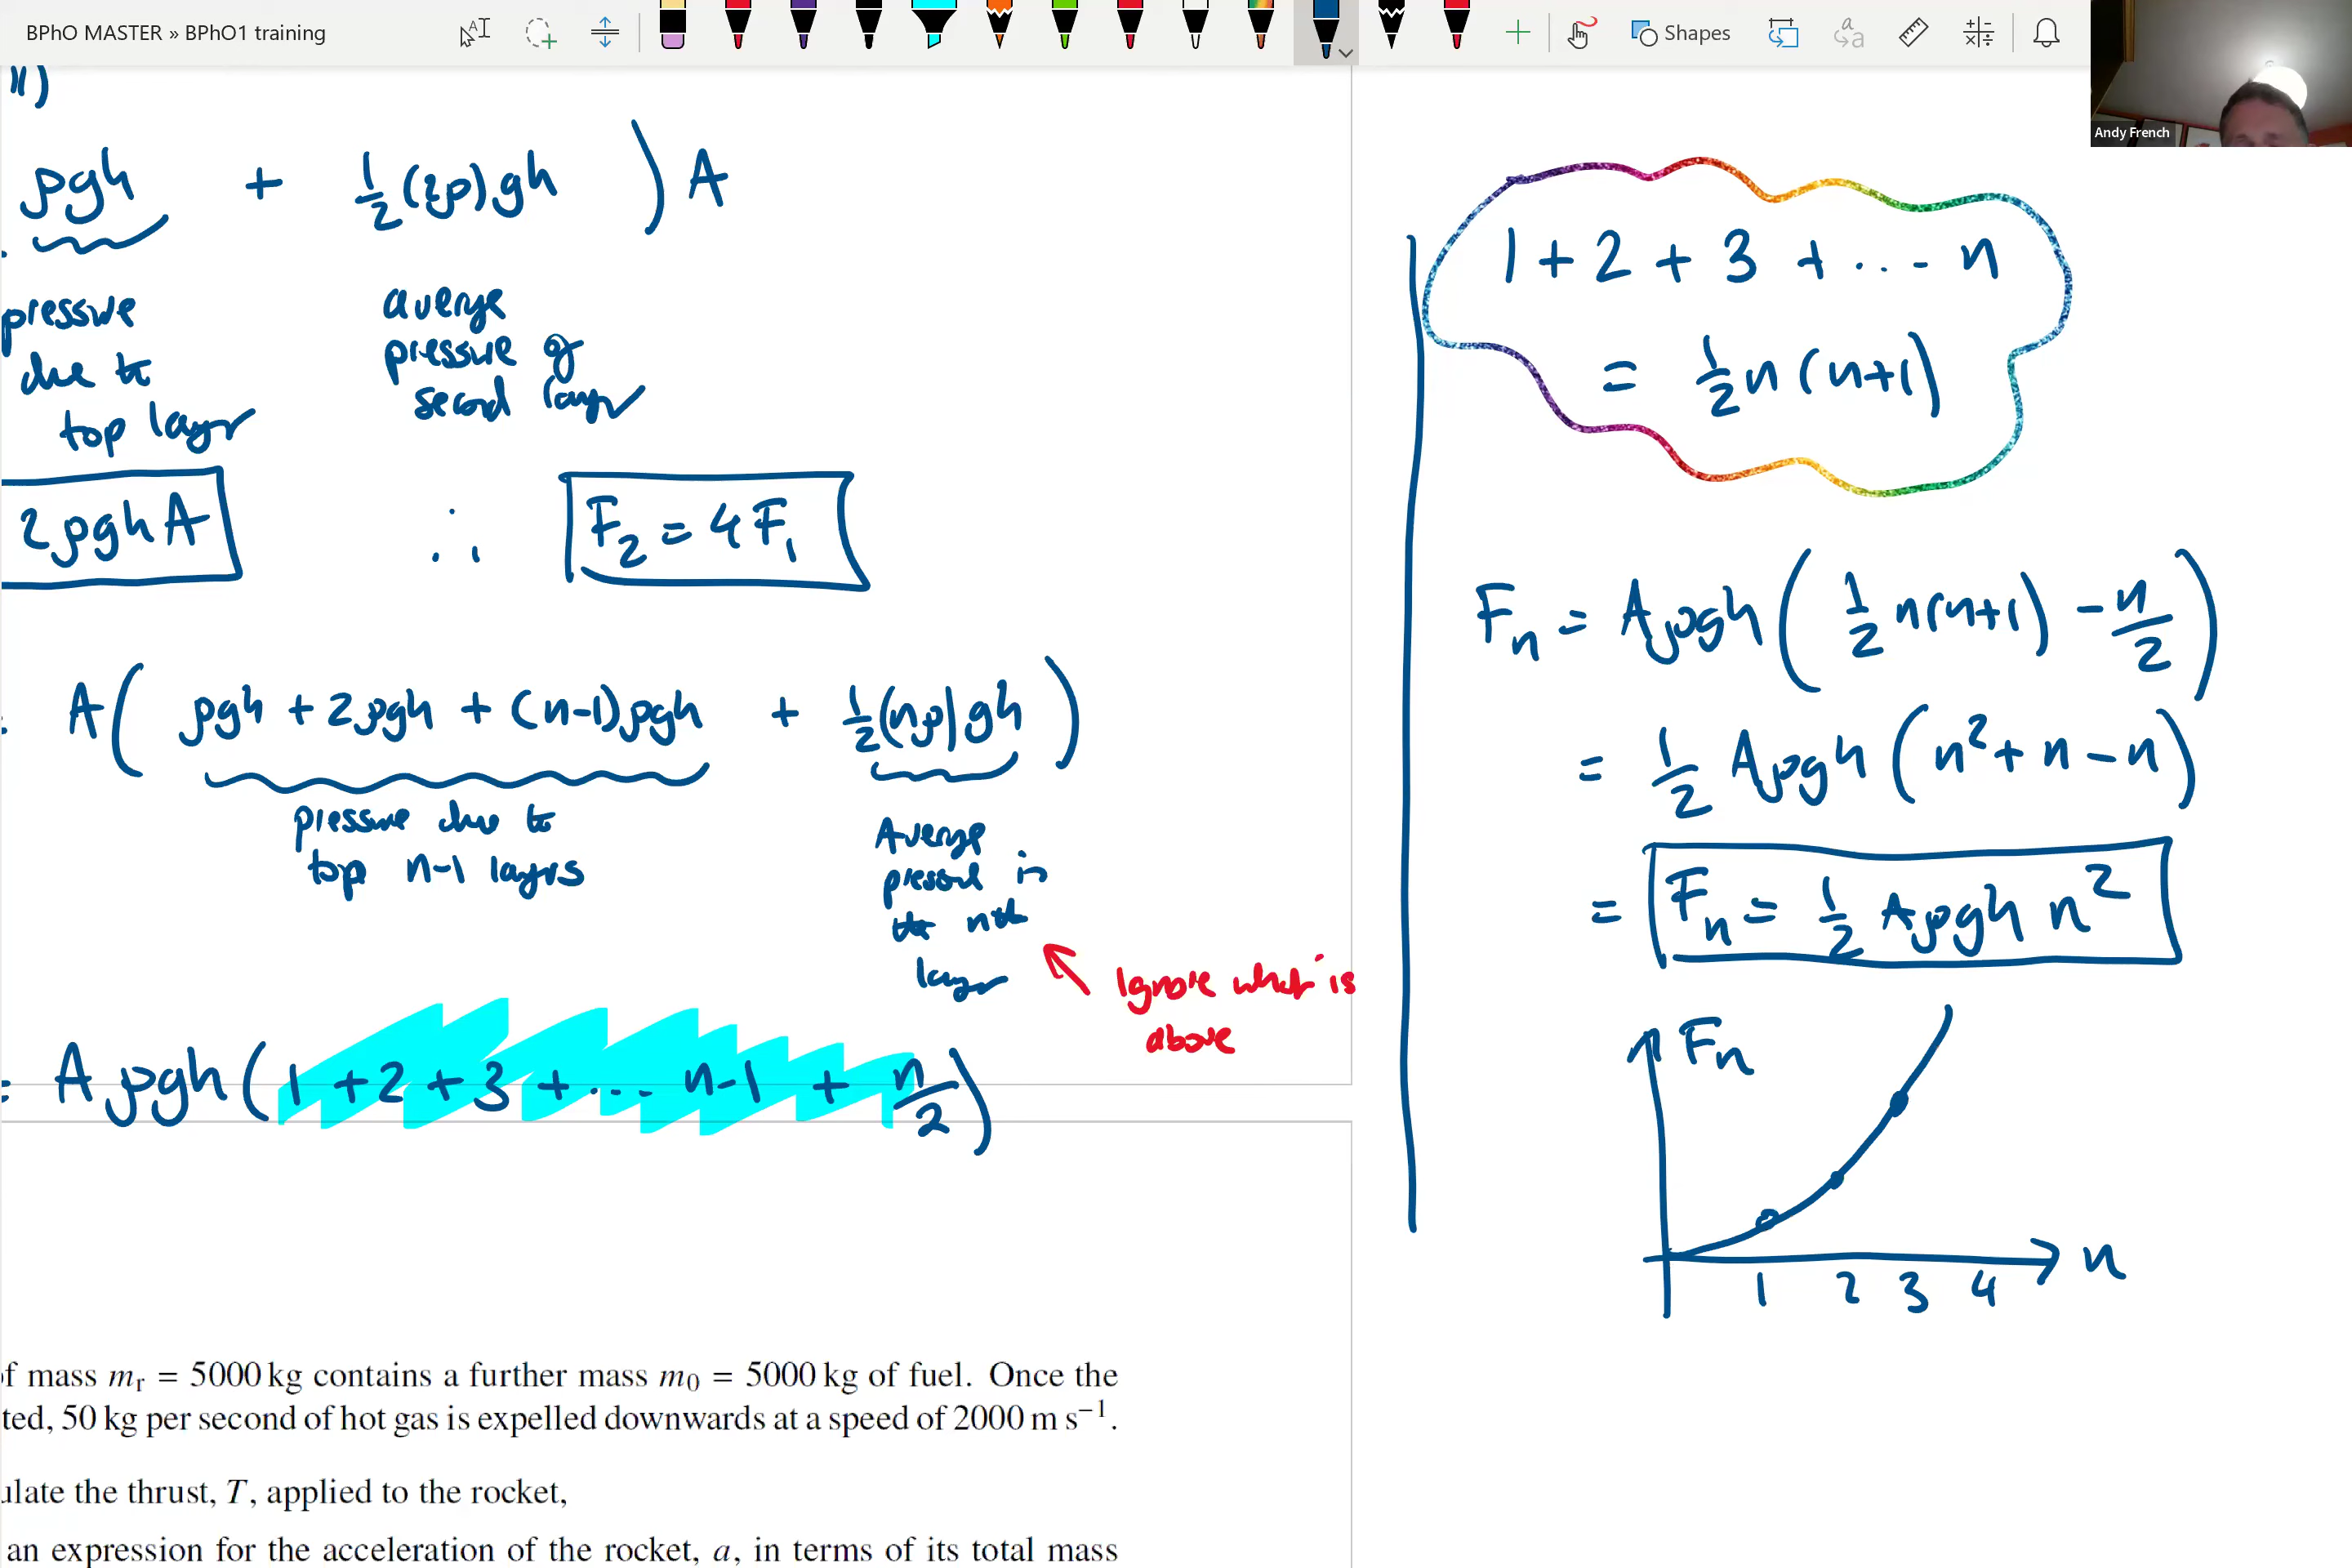 BPhO MASTER » BPhO1 training
Shapes
Andy French
ρgh + ½(2ρ)gh ) A
pressure
due to
top layer
average
pressure of
second layer
2ρghA
∴ F₂ = 4F₁
= A( ρgh + 2ρgh + (n-1)ρgh + ½(nρ)gh )
pressure due to
top n-1 layers
Average
pressure in
the nth
layer
Ignore what is
above
= Aρgh( 1 + 2 + 3 + ... n-1 + n/2 )
1 + 2 + 3 + ... n
= ½n(n+1)
Fₙ = Aρgh( ½n(n+1) - n/2 )
= ½Aρgh( n² + n - n )
= Fₙ = ½Aρgh n²
Fₙ
1 2 3 4 n
f mass mᵣ = 5000 kg contains a further mass m₀ = 5000 kg of fuel. Once the
ted, 50 kg per second of hot gas is expelled downwards at a speed of 2000 m s⁻¹.
ulate the thrust, T, applied to the rocket,
an expression for the acceleration of the rocket, a, in terms of its total mass